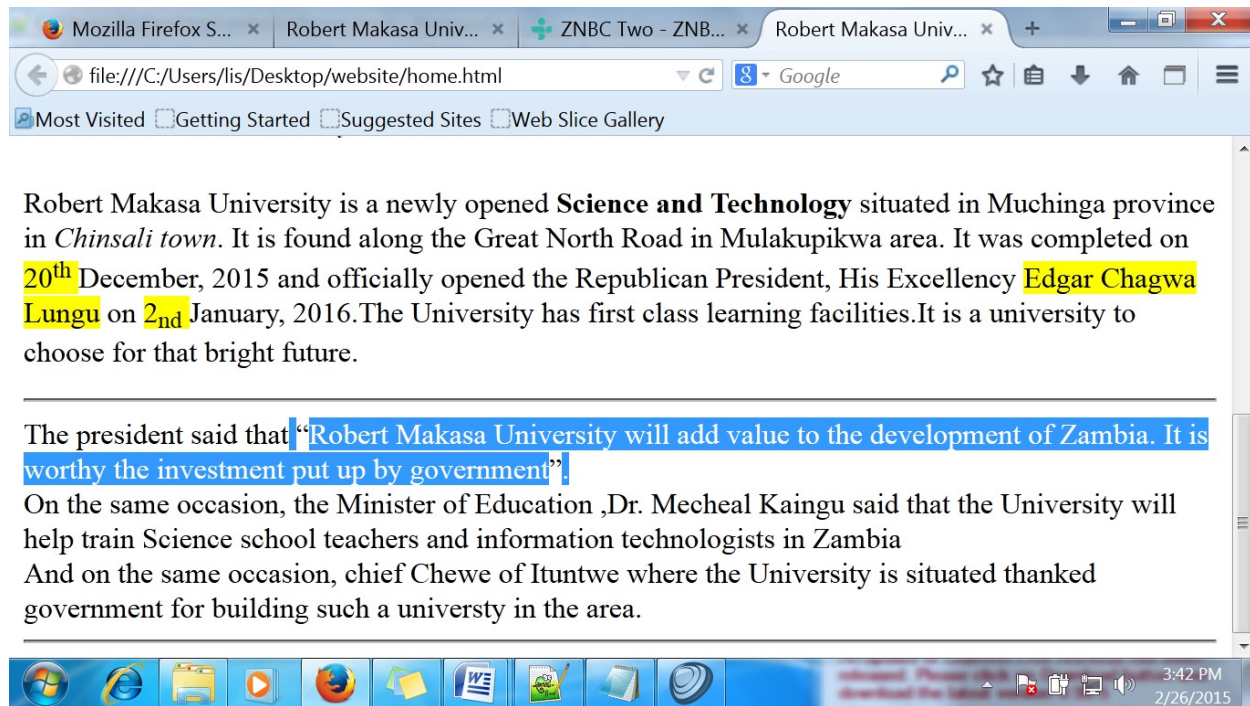 Mozilla Firefox S... × Robert Makasa Univ... × ZNBC Two - ZNB... × Robert Makasa Univ... × +
file:///C:/Users/lis/Desktop/website/home.html Google
Most Visited Getting Started Suggested Sites Web Slice Gallery
Robert Makasa University is a newly opened Science and Technology situated in Muchinga province
in Chinsali town. It is found along the Great North Road in Mulakupikwa area. It was completed on
20th December, 2015 and officially opened the Republican President, His Excellency Edgar Chagwa
Lungu on 2nd January, 2016.The University has first class learning facilities.It is a university to
choose for that bright future.
The president said that “Robert Makasa University will add value to the development of Zambia. It is
worthy the investment put up by government”.
On the same occasion, the Minister of Education ,Dr. Mecheal Kaingu said that the University will
help train Science school teachers and information technologists in Zambia
And on the same occasion, chief Chewe of Ituntwe where the University is situated thanked
government for building such a universty in the area.
3:42 PM
2/26/2015